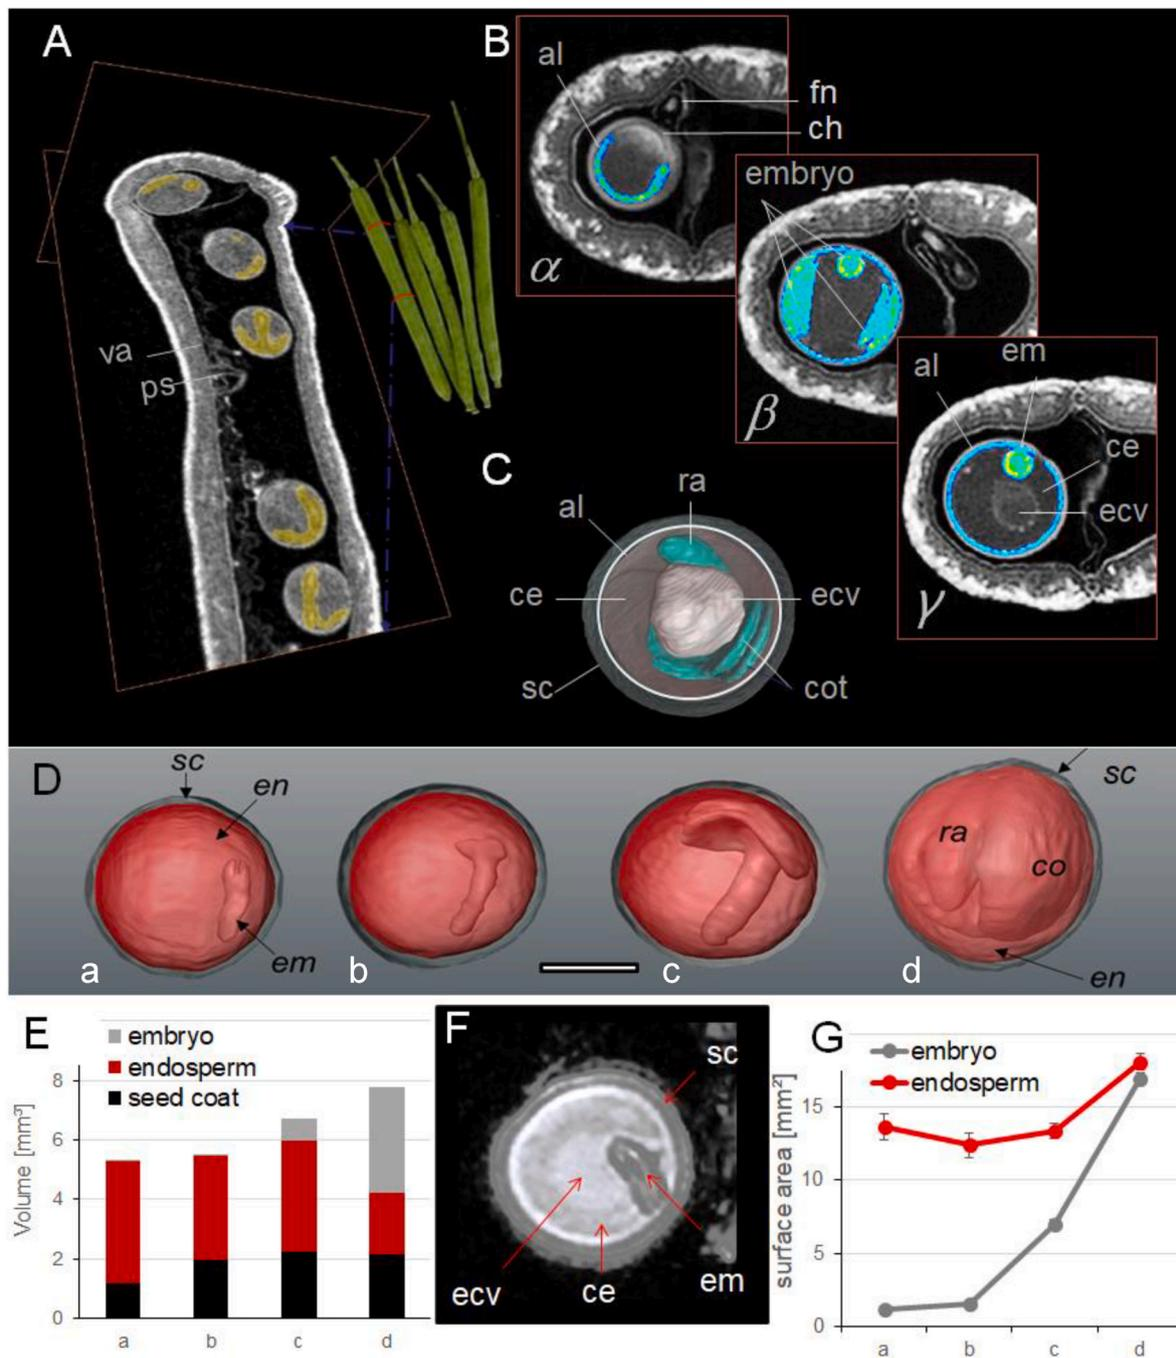 A
va
ps
B
al
fn
ch
α
embryo
β
al
em
ce
ecv
γ
C
ra
al
ce
ecv
sc
cot
D
sc
en
em
a
b
c
sc
ra
co
d
en
E
embryo
endosperm
seed coat
Volume [mm³]
8
6
4
2
0
a
b
c
d
F
sc
ecv
ce
em
G
embryo
endosperm
surface area [mm²]
15
10
5
0
a
b
c
d